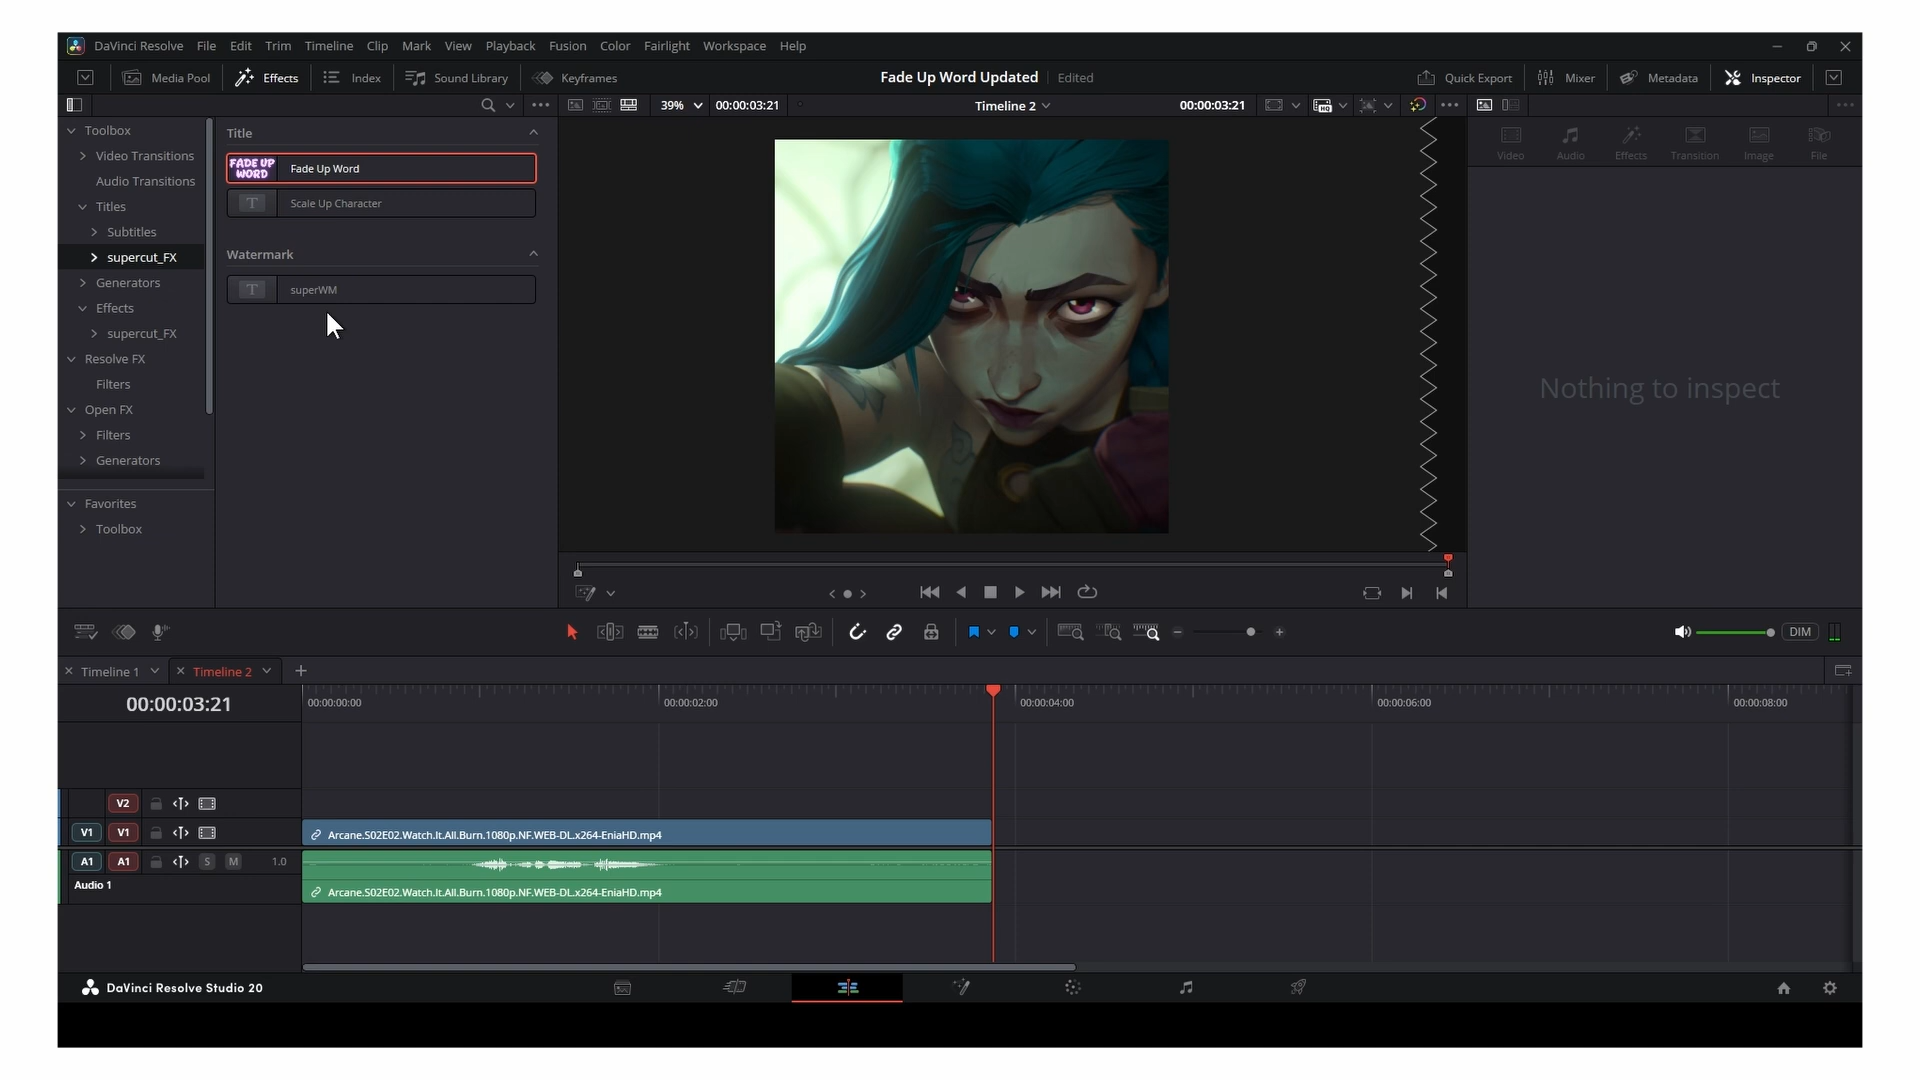 DaVinci Resolve File Edit Trim Timeline Clip Mark View Playback Fusion Color Fairlight Workspace Help
Media Pool Effects Index Sound Library Keyframes Fade Up Word Updated Edited Quick Export Mixer Metadata Inspector
39% 00:00:03:21 Timeline 2 00:00:03:21
Toolbox
Video Transitions
Audio Transitions
Titles
Subtitles
supercut_FX
Generators
Effects
supercut_FX
Resolve FX
Filters
Open FX
Filters
Generators
Favorites
Toolbox
Title
FADE UP WORD Fade Up Word
T Scale Up Character
Watermark
T superWM
Video Audio Effects Transition Image File
Nothing to inspect
DIM
Timeline 1 Timeline 2
00:00:03:21 00:00:00:00 00:00:02:00 00:00:04:00 00:00:06:00 00:00:08:00
V2
V1 V1 Arcane.S02E02.Watch.It.All.Burn.1080p.NF.WEB-DL.x264-EniaHD.mp4
A1 A1 S M 1.0
Audio 1 Arcane.S02E02.Watch.It.All.Burn.1080p.NF.WEB-DL.x264-EniaHD.mp4
DaVinci Resolve Studio 20